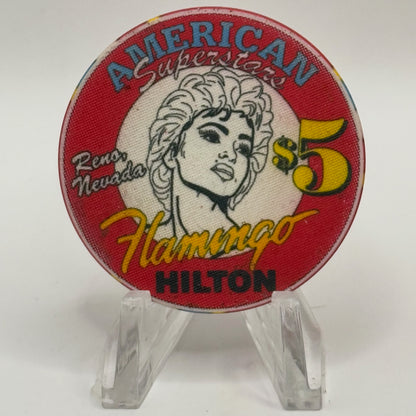 AMERICAN
Superstars
Reno,
Nevada
$5
Flamingo
HILTON